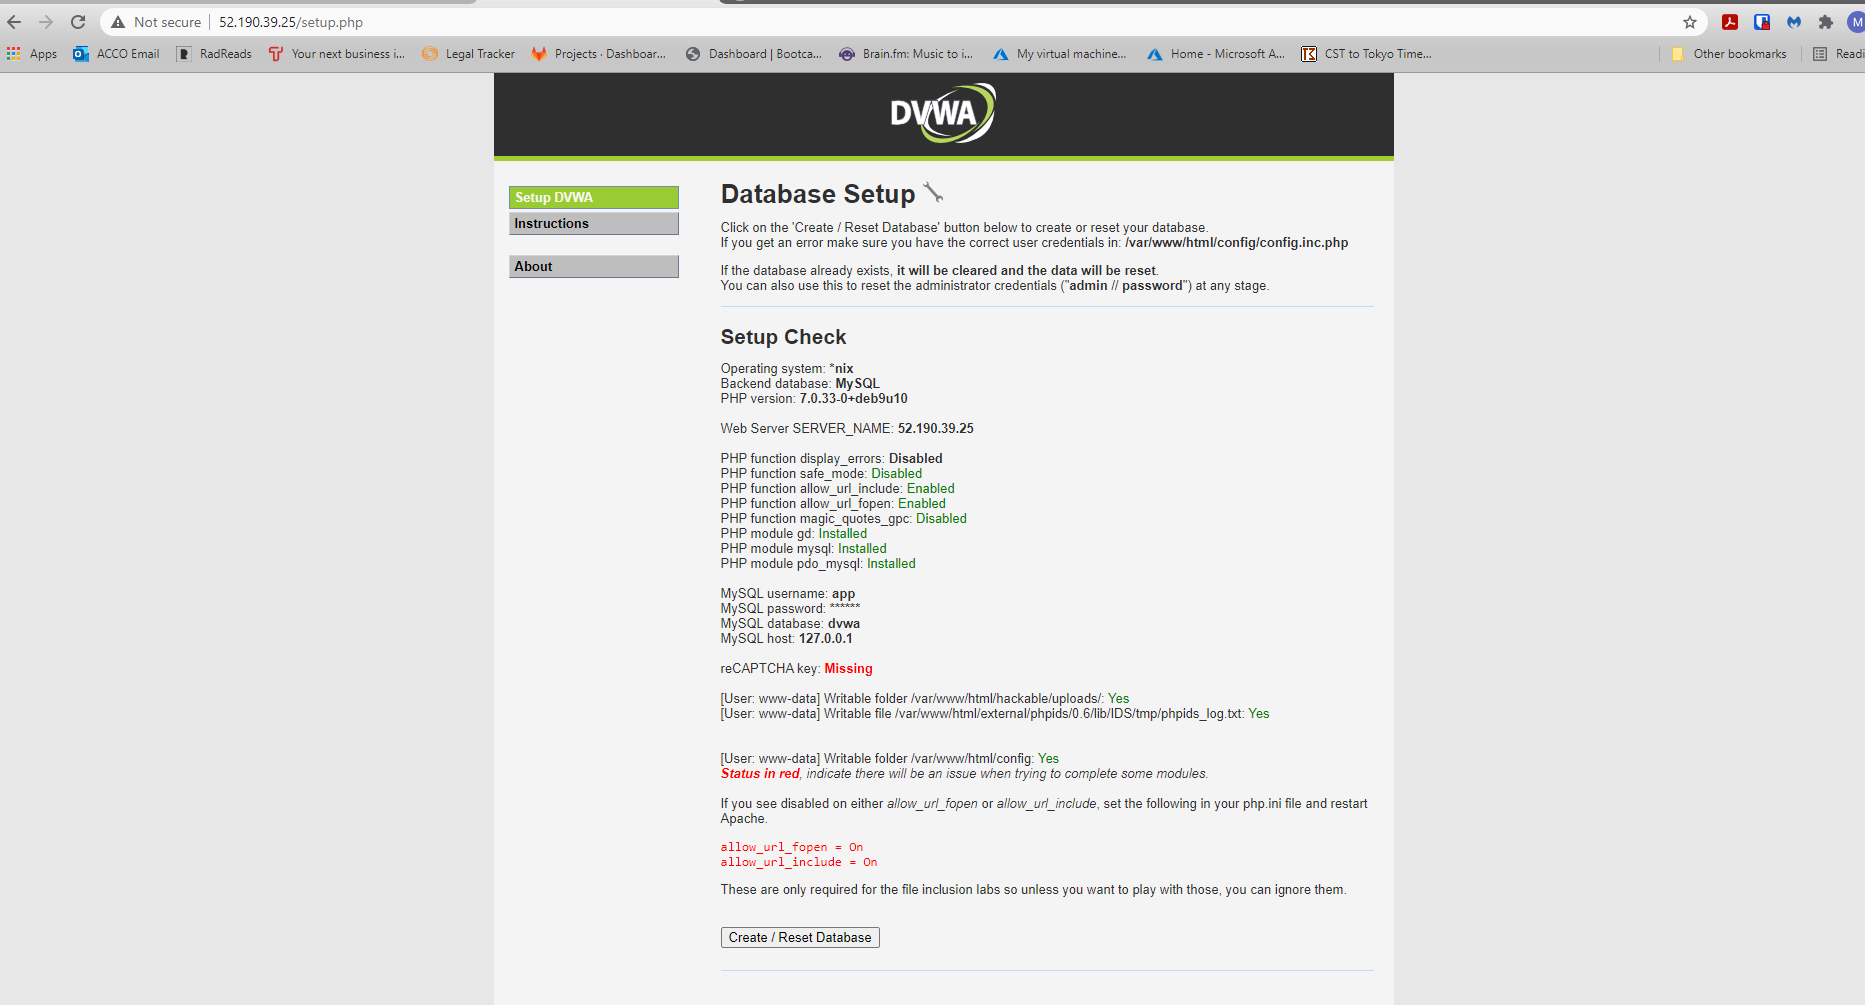 Not secure | 52.190.39.25/setup.php
M
Apps ACCO Email RadReads Your next business i... Legal Tracker Projects · Dashboar... Dashboard | Bootca... Brain.fm: Music to i... My virtual machine... Home - Microsoft A... CST to Tokyo Time... Other bookmarks Readi
DVWA
Setup DVWA
Instructions
About
Database Setup
Click on the 'Create / Reset Database' button below to create or reset your database.
If you get an error make sure you have the correct user credentials in: /var/www/html/config/config.inc.php
If the database already exists, it will be cleared and the data will be reset.
You can also use this to reset the administrator credentials ("admin // password") at any stage.
Setup Check
Operating system: *nix
Backend database: MySQL
PHP version: 7.0.33-0+deb9u10
Web Server SERVER_NAME: 52.190.39.25
PHP function display_errors: Disabled
PHP function safe_mode: Disabled
PHP function allow_url_include: Enabled
PHP function allow_url_fopen: Enabled
PHP function magic_quotes_gpc: Disabled
PHP module gd: Installed
PHP module mysql: Installed
PHP module pdo_mysql: Installed
MySQL username: app
MySQL password: ******
MySQL database: dvwa
MySQL host: 127.0.0.1
reCAPTCHA key: Missing
[User: www-data] Writable folder /var/www/html/hackable/uploads/: Yes
[User: www-data] Writable file /var/www/html/external/phpids/0.6/lib/IDS/tmp/phpids_log.txt: Yes
[User: www-data] Writable folder /var/www/html/config: Yes
Status in red, indicate there will be an issue when trying to complete some modules.
If you see disabled on either allow_url_fopen or allow_url_include, set the following in your php.ini file and restart
Apache.
allow_url_fopen = On
allow_url_include = On
These are only required for the file inclusion labs so unless you want to play with those, you can ignore them.
Create / Reset Database